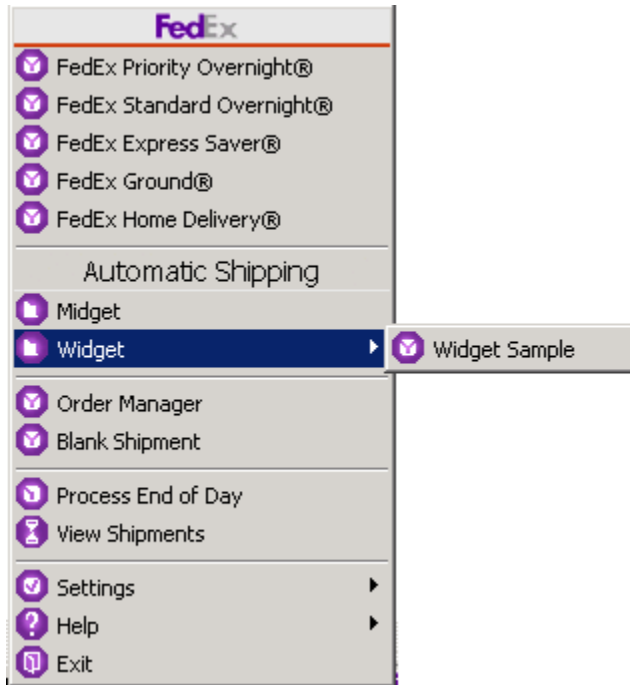 FedEx
FedEx Priority Overnight®
FedEx Standard Overnight®
FedEx Express Saver®
FedEx Ground®
FedEx Home Delivery®
Automatic Shipping
Midget
Widget
Widget Sample
Order Manager
Blank Shipment
Process End of Day
View Shipments
Settings
Help
Exit